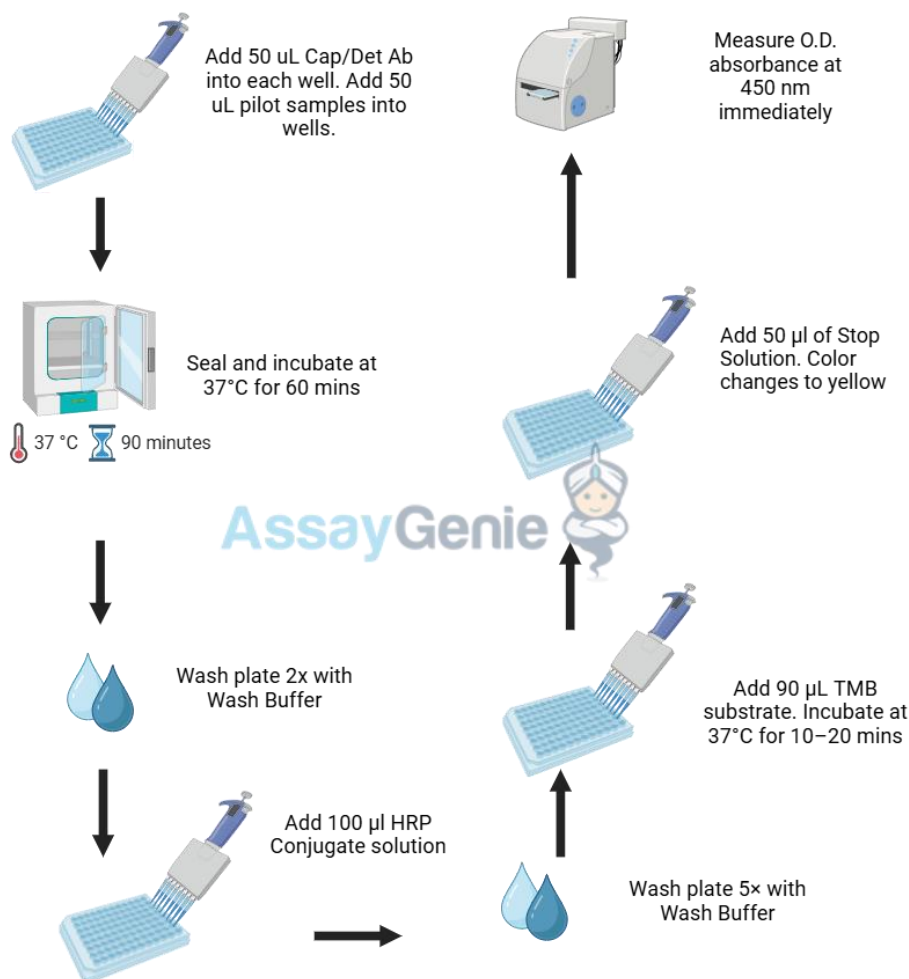 Add 50 uL Cap/Det Ab
into each well. Add 50
uL pilot samples into
wells.
Seal and incubate at
37°C for 60 mins
37 °C
90 minutes
Wash plate 2x with
Wash Buffer
Add 100 µl HRP
Conjugate solution
Wash plate 5× with
Wash Buffer
Add 90 µL TMB
substrate. Incubate at
37°C for 10–20 mins
Add 50 µl of Stop
Solution. Color
changes to yellow
Measure O.D.
absorbance at
450 nm
immediately
AssayGenie